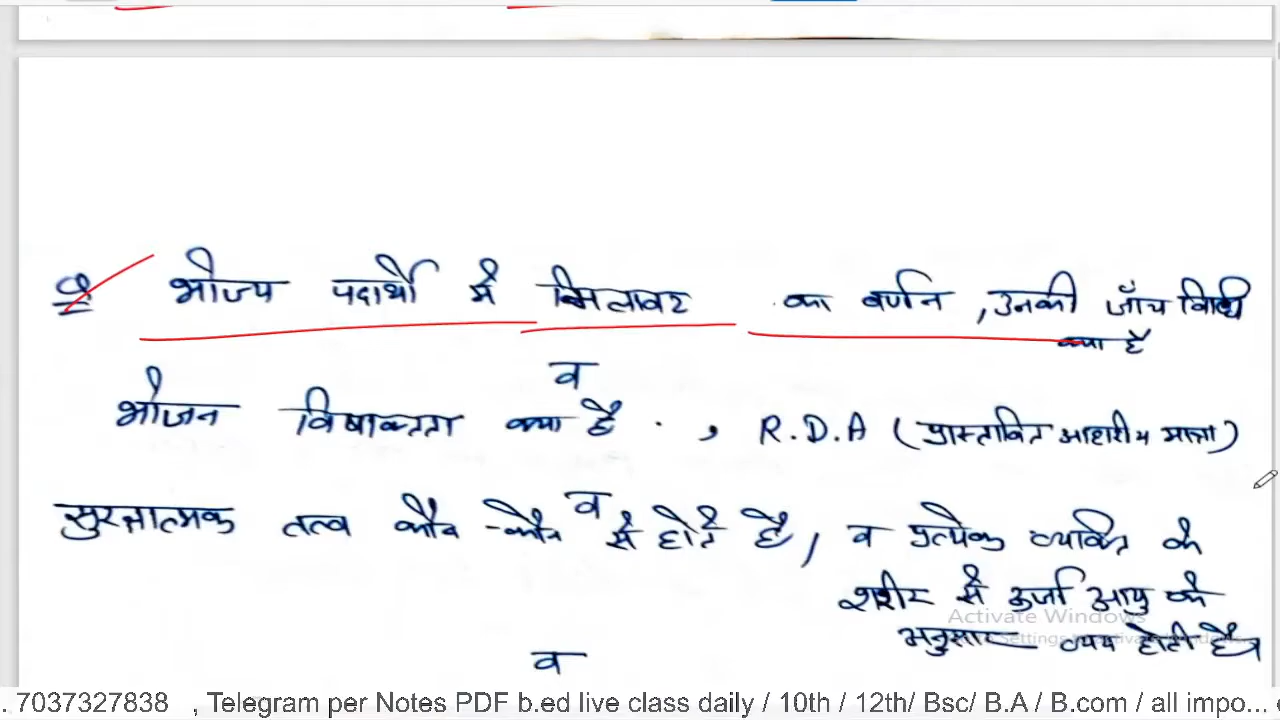 Q भोज्य पदार्थो में मिलावट का वर्णन , उनकी जाँच विधि
क्या है
व
भोजन विषाक्तता क्या है . , R.D.A (प्रास्तावित आहारीय मात्रा)
व
सुरक्षात्मक तत्व कौन -कौन से होते है , व प्रत्येक व्यक्ति के
शरीर से ऊर्जा आयु के
अनुसार व्यय होती है
व
Activate Windows
. 7037327838 , Telegram per Notes PDF b.ed live class daily / 10th / 12th/ Bsc/ B.A / B.com / all impo...